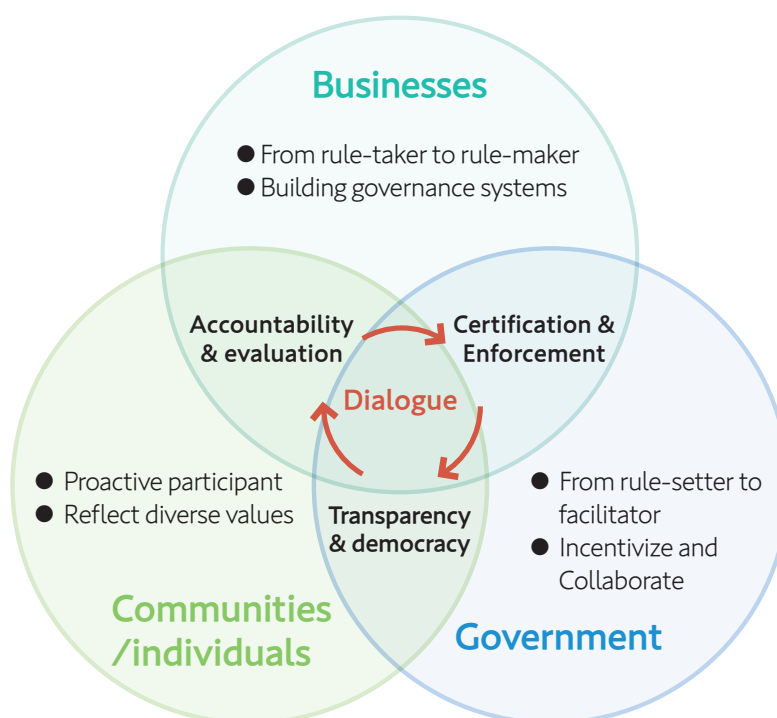 Businesses
● From rule-taker to rule-maker
● Building governance systems
Accountability
& evaluation
Certification &
Enforcement
Dialogue
● Proactive participant
● Reflect diverse values
Transparency
& democracy
● From rule-setter to
facilitator
● Incentivize and
Collaborate
Communities
/individuals
Government